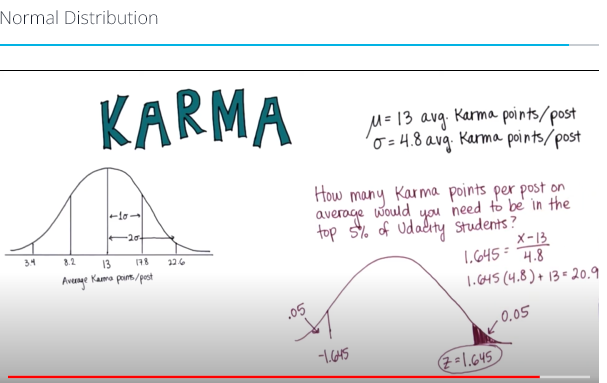 Normal Distribution
KARMA
μ = 13 avg. Karma points/post
σ = 4.8 avg. Karma points/post
←1σ→
←2σ→
3.4 8.2 13 17.8 22.6
Average Karma points/post
How many Karma points per post on
average would you need to be in the
top 5% of Udacity Students?
1.645 = x-13
4.8
1.645 (4.8) + 13 = 20.9
.05
0.05
-1.645
z = 1.645